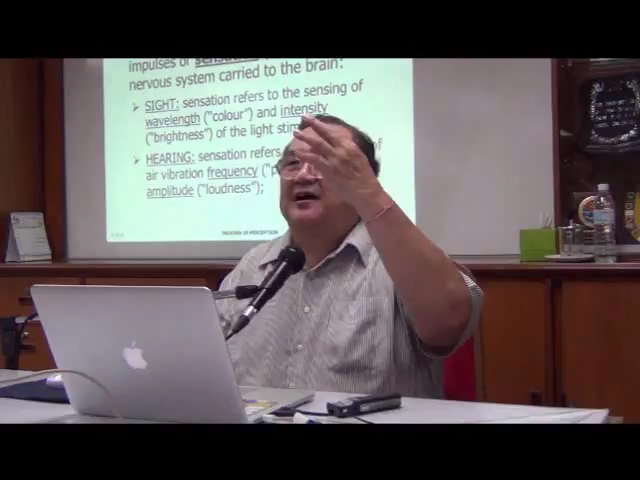 impulses or
nervous system carried to the brain:
➢ SIGHT: sensation refers to the sensing of
wavelength ("colour") and intensity
("brightness") of the light
➢ HEARING: sensation refers
air vibration frequency
amplitude ("loudness");